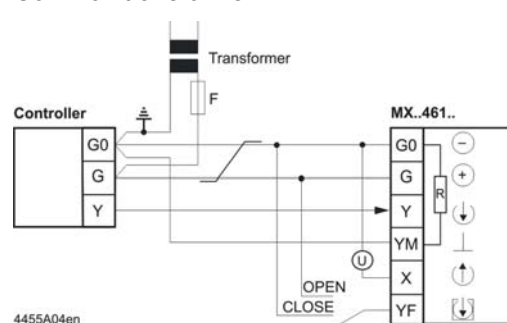 Transformer
F
Controller
MX..461..
G0
G0
G
G
Y
Y
R
YM
U
X
OPEN
CLOSE
YF
4455A04en